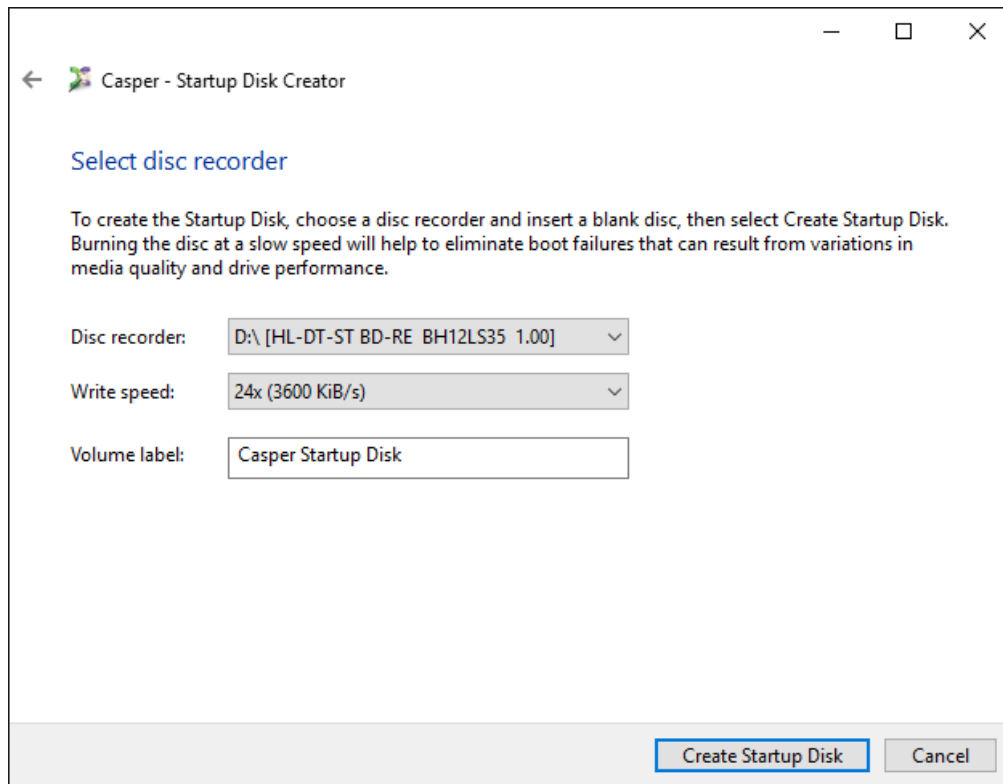 Casper - Startup Disk Creator
Select disc recorder
To create the Startup Disk, choose a disc recorder and insert a blank disc, then select Create Startup Disk.
Burning the disc at a slow speed will help to eliminate boot failures that can result from variations in
media quality and drive performance.
Disc recorder: D:\ [HL-DT-ST BD-RE  BH12LS35  1.00]
Write speed: 24x (3600 KiB/s)
Volume label: Casper Startup Disk
Create Startup Disk Cancel